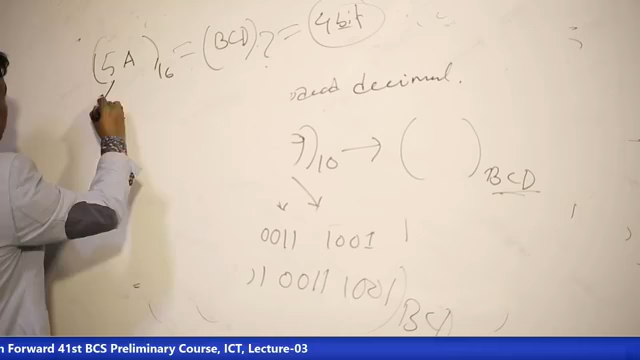 (5A)16 = (BCD)? = 4 bit
decimal.
)10 → ( )BCD
0011 1001
0011 1001)BCD
Forward 41st BCS Preliminary Course, ICT, Lecture-03